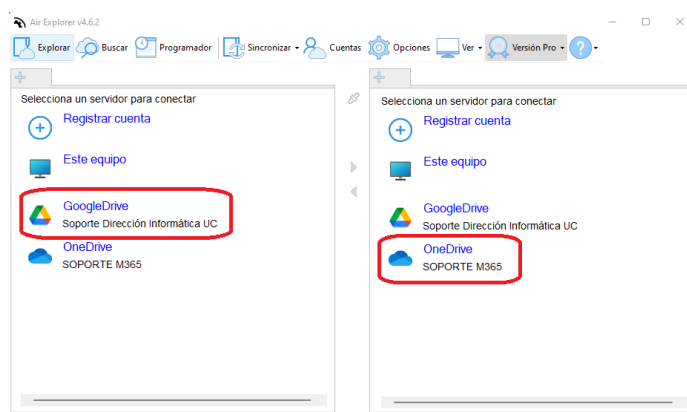 Air Explorer v4.6.2
Explorar Buscar Programador Sincronizar Cuentas Opciones Ver Versión Pro ?
Selecciona un servidor para conectar
Registrar cuenta
Este equipo
GoogleDrive
Soporte Dirección Informática UC
OneDrive
SOPORTE M365
Selecciona un servidor para conectar
Registrar cuenta
Este equipo
GoogleDrive
Soporte Dirección Informática UC
OneDrive
SOPORTE M365